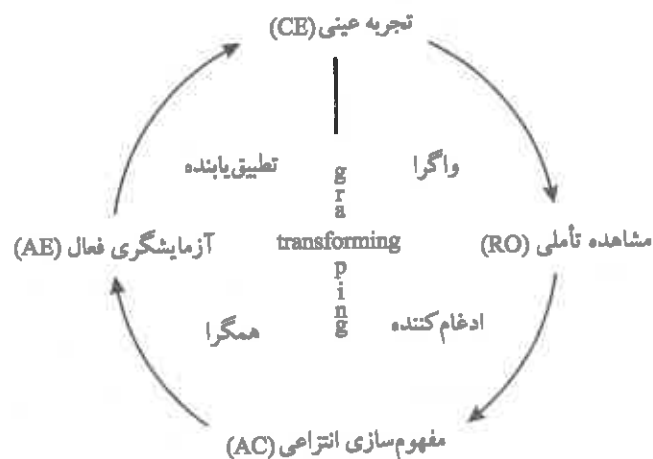 تجربه عینی (CE)
تطبیق‌یابنده
واگرا
g
r
a
آزمایشگری فعال (AE)
transforming
مشاهده تأملی (RO)
p
i
n
g
همگرا
ادغام‌کننده
مفهوم‌سازی انتزاعی (AC)